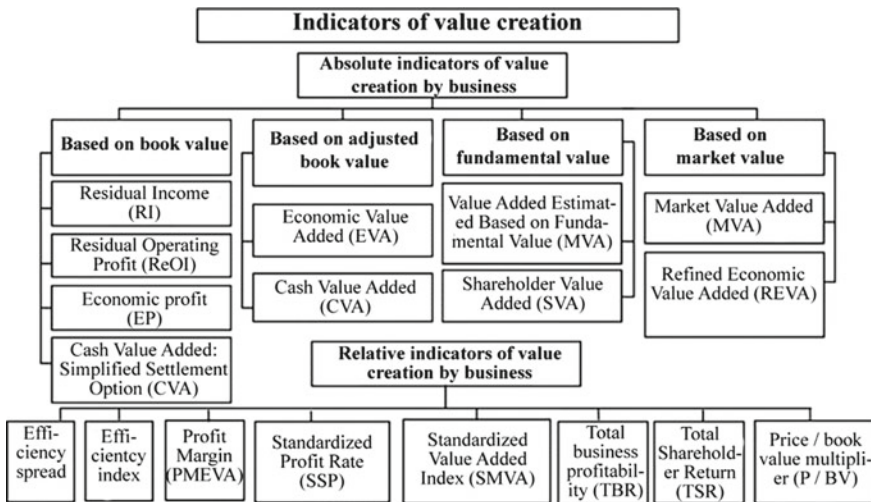 Indicators of value creation
Absolute indicators of value
creation by business
Based on book value
Residual Income
(RI)
Residual Operating
Profit (ReOI)
Economic profit
(EP)
Cash Value Added:
Simplified Settlement
Option (CVA)
Based on adjusted
book value
Economic Value
Added (EVA)
Cash Value Added
(CVA)
Based on
fundamental value
Value Added Estimat-
ed Based on Funda-
mental Value (MVA)
Shareholder Value
Added (SVA)
Based on
market value
Market Value Added
(MVA)
Refined Economic
Value Added (REVA)
Relative indicators of value
creation by business
Effi-
ciency
spread
Effi-
cientcy
index
Profit
Margin
(PMEVA)
Standardized
Profit Rate
(SSP)
Standardized
Value Added
Index (SMVA)
Total
business
profitabil-
ity (TBR)
Total
Sharehold-
er Return
(TSR)
Price / book
value multipli-
er (P / BV)